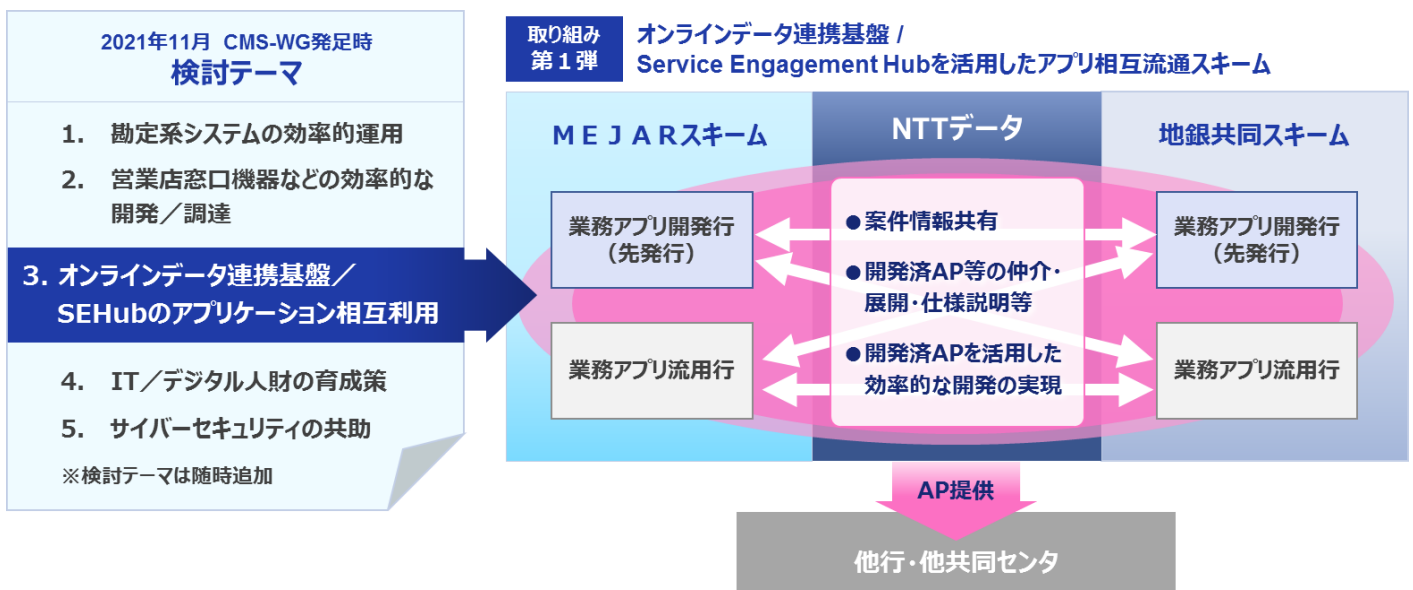 2021年11月 CMS-WG発足時
検討テーマ
1. 勘定系システムの効率的運用
2. 営業店窓口機器などの効率的な
開発／調達
3. オンラインデータ連携基盤／
SEHubのアプリケーション相互利用
4. IT／デジタル人財の育成策
5. サイバーセキュリティの共助
※検討テーマは随時追加
取り組み
第１弾
オンラインデータ連携基盤 /
Service Engagement Hubを活用したアプリ相互流通スキーム
ＭＥＪＡＲスキーム
NTTデータ
地銀共同スキーム
業務アプリ開発行
（先発行）
業務アプリ流用行
●案件情報共有
●開発済AP等の仲介・
展開・仕様説明等
●開発済APを活用した
効率的な開発の実現
業務アプリ開発行
（先発行）
業務アプリ流用行
AP提供
他行・他共同センタ